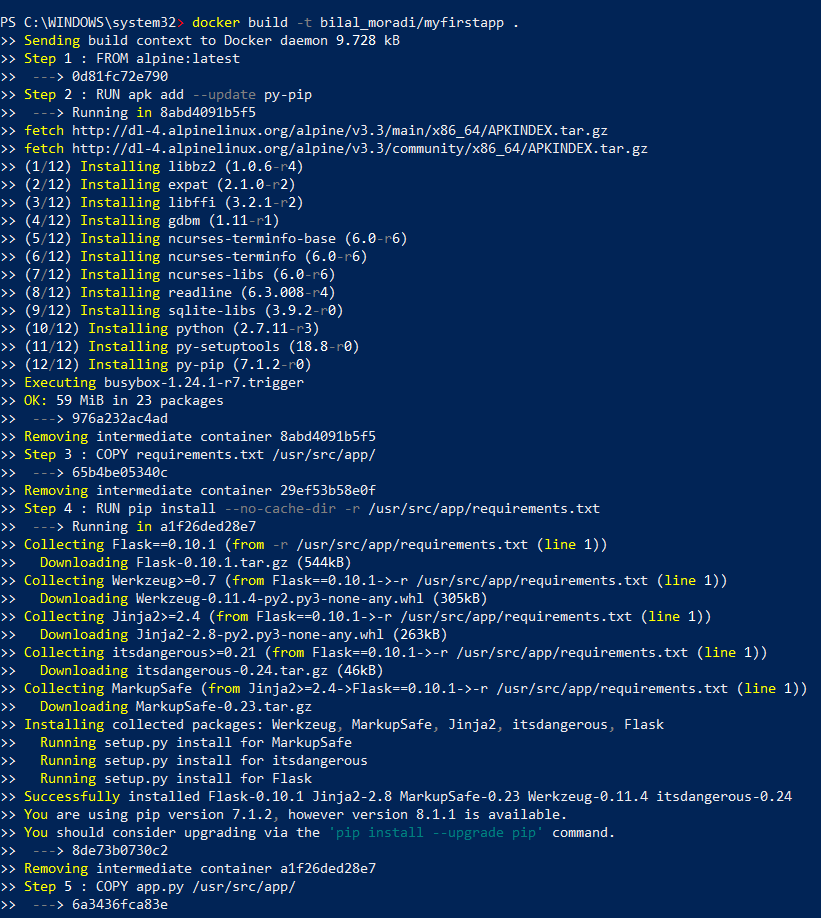 PS C:\WINDOWS\system32> docker build -t bilal_moradi/myfirstapp .
>> Sending build context to Docker daemon 9.728 kB
>> Step 1 : FROM alpine:latest
>>  ---> 0d81fc72e790
>> Step 2 : RUN apk add --update py-pip
>>  ---> Running in 8abd4091b5f5
>> fetch http://dl-4.alpinelinux.org/alpine/v3.3/main/x86_64/APKINDEX.tar.gz
>> fetch http://dl-4.alpinelinux.org/alpine/v3.3/community/x86_64/APKINDEX.tar.gz
>> (1/12) Installing libbz2 (1.0.6-r4)
>> (2/12) Installing expat (2.1.0-r2)
>> (3/12) Installing libffi (3.2.1-r2)
>> (4/12) Installing gdbm (1.11-r1)
>> (5/12) Installing ncurses-terminfo-base (6.0-r6)
>> (6/12) Installing ncurses-terminfo (6.0-r6)
>> (7/12) Installing ncurses-libs (6.0-r6)
>> (8/12) Installing readline (6.3.008-r4)
>> (9/12) Installing sqlite-libs (3.9.2-r0)
>> (10/12) Installing python (2.7.11-r3)
>> (11/12) Installing py-setuptools (18.8-r0)
>> (12/12) Installing py-pip (7.1.2-r0)
>> Executing busybox-1.24.1-r7.trigger
>> OK: 59 MiB in 23 packages
>>  ---> 976a232ac4ad
>> Removing intermediate container 8abd4091b5f5
>> Step 3 : COPY requirements.txt /usr/src/app/
>>  ---> 65b4be05340c
>> Removing intermediate container 29ef53b58e0f
>> Step 4 : RUN pip install --no-cache-dir -r /usr/src/app/requirements.txt
>>  ---> Running in a1f26ded28e7
>> Collecting Flask==0.10.1 (from -r /usr/src/app/requirements.txt (line 1))
>>   Downloading Flask-0.10.1.tar.gz (544kB)
>> Collecting Werkzeug>=0.7 (from Flask==0.10.1->-r /usr/src/app/requirements.txt (line 1))
>>   Downloading Werkzeug-0.11.4-py2.py3-none-any.whl (305kB)
>> Collecting Jinja2>=2.4 (from Flask==0.10.1->-r /usr/src/app/requirements.txt (line 1))
>>   Downloading Jinja2-2.8-py2.py3-none-any.whl (263kB)
>> Collecting itsdangerous>=0.21 (from Flask==0.10.1->-r /usr/src/app/requirements.txt (line 1))
>>   Downloading itsdangerous-0.24.tar.gz (46kB)
>> Collecting MarkupSafe (from Jinja2>=2.4->Flask==0.10.1->-r /usr/src/app/requirements.txt (line 1))
>>   Downloading MarkupSafe-0.23.tar.gz
>> Installing collected packages: Werkzeug, MarkupSafe, Jinja2, itsdangerous, Flask
>>   Running setup.py install for MarkupSafe
>>   Running setup.py install for itsdangerous
>>   Running setup.py install for Flask
>> Successfully installed Flask-0.10.1 Jinja2-2.8 MarkupSafe-0.23 Werkzeug-0.11.4 itsdangerous-0.24
>> You are using pip version 7.1.2, however version 8.1.1 is available.
>> You should consider upgrading via the 'pip install --upgrade pip' command.
>>  ---> 8de73b0730c2
>> Removing intermediate container a1f26ded28e7
>> Step 5 : COPY app.py /usr/src/app/
>>  ---> 6a3436fca83e